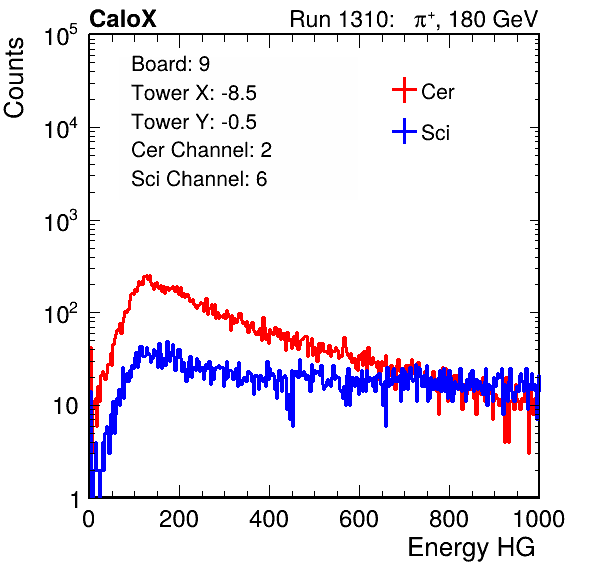 CaloX Run 1310: π⁺, 180 GeV
Counts
10⁵
10⁴
10³
10²
10
1
Board: 9
Tower X: -8.5
Tower Y: -0.5
Cer Channel: 2
Sci Channel: 6
Cer
Sci
0 200 400 600 800 1000
Energy HG